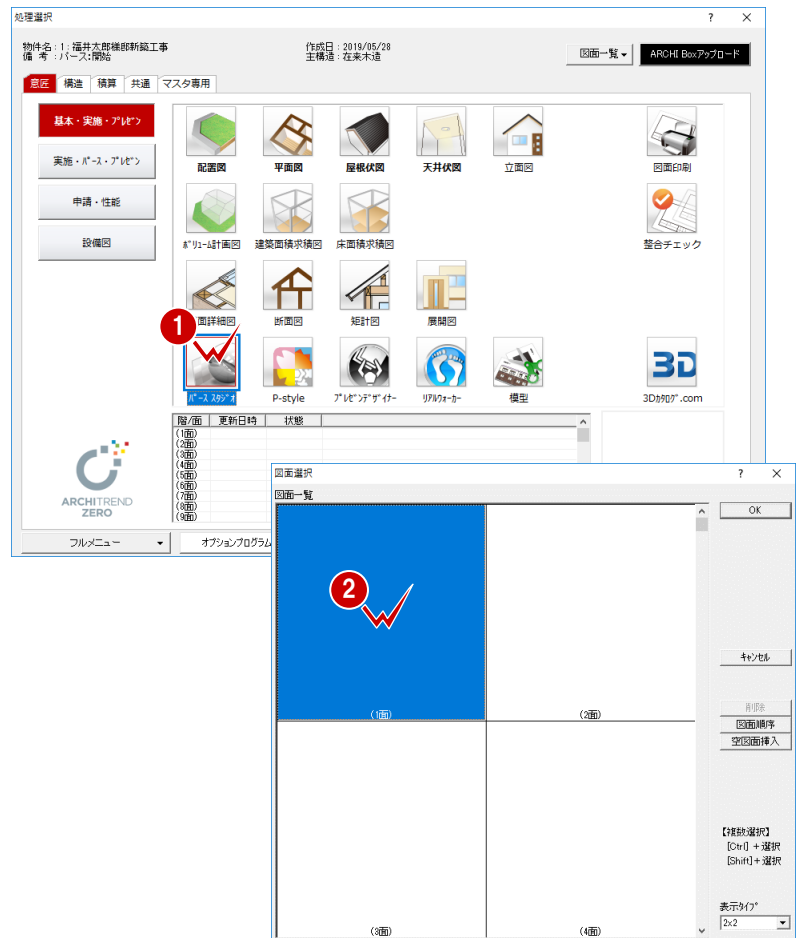 処理選択
? ×
物件名：1：福井太郎様邸新築工事
備　考：パース:開始
作成日：2019/05/28
主構造：在来木造
図面一覧
ARCHI Boxアップロード
意匠 構造 積算 共通 マスタ専用
基本・実施・ﾌﾟﾚｾﾞﾝ
実施・ﾊﾟｰｽ・ﾌﾟﾚｾﾞﾝ
申請・性能
設備図
配置図 平面図 屋根伏図 天井伏図 立面図 図面印刷
ﾎﾞﾘｭｰﾑ計画図 建築面積求積図 床面積求積図 整合チェック
面詳細図 断面図 矩計図 展開図
1
ﾊﾟｰｽ ｽﾀｼﾞｵ P-style ﾌﾟﾚｾﾞﾝﾃﾞｻﾞｲﾅｰ ﾘｱﾙｳｫｰｶｰ 模型 3Dｶﾀﾛｸﾞ.com
3D
階/面 更新日時 状態
(1面)
(2面)
(3面)
(4面)
(5面)
(6面)
(7面)
(8面)
(9面)
ARCHITREND
ZERO
フルメニュー
オプションプログラム
図面選択
? ×
図面一覧
OK
2
キャンセル
(1面) (2面)
削除
図面順序
空図面挿入
【複数選択】
[Ctrl] + 選択
[Shift] + 選択
表示ﾀｲﾌﾟ
2x2
(3面) (4面)